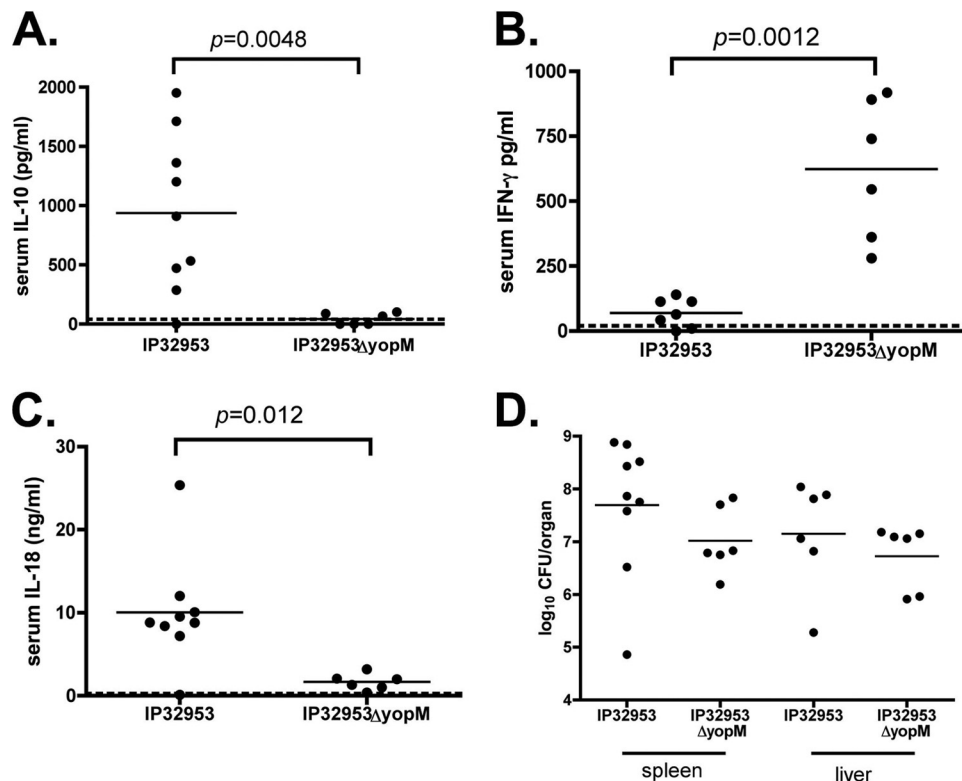 A.
p=0.0048
serum IL-10 (pg/ml)
2000
1500
1000
500
0
IP32953
IP32953ΔyopM
B.
p=0.0012
serum IFN-γ pg/ml
1000
750
500
250
0
IP32953
IP32953ΔyopM
C.
p=0.012
serum IL-18 (ng/ml)
30
20
10
0
IP32953
IP32953ΔyopM
D.
log10 CFU/organ
9
8
7
6
5
4
IP32953
IP32953
ΔyopM
IP32953
IP32953
ΔyopM
spleen
liver